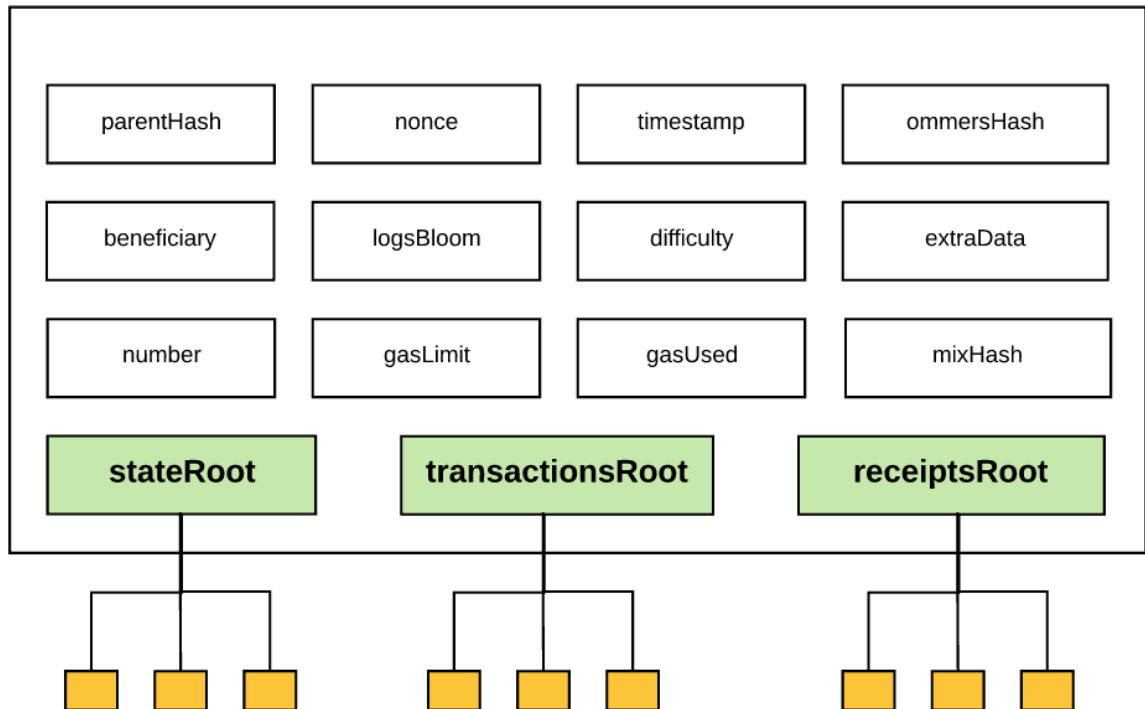 parentHash
nonce
timestamp
ommersHash
beneficiary
logsBloom
difficulty
extraData
number
gasLimit
gasUsed
mixHash
stateRoot
transactionsRoot
receiptsRoot